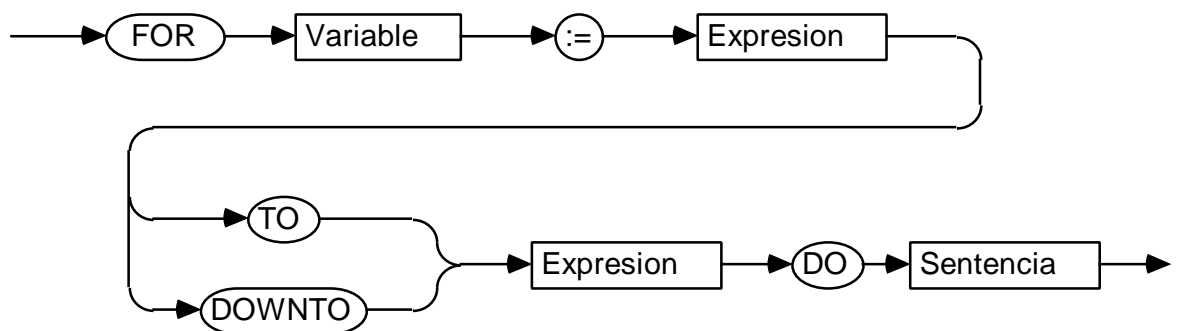 FOR Variable := Expresion
TO
Expresion DO Sentencia
DOWNTO